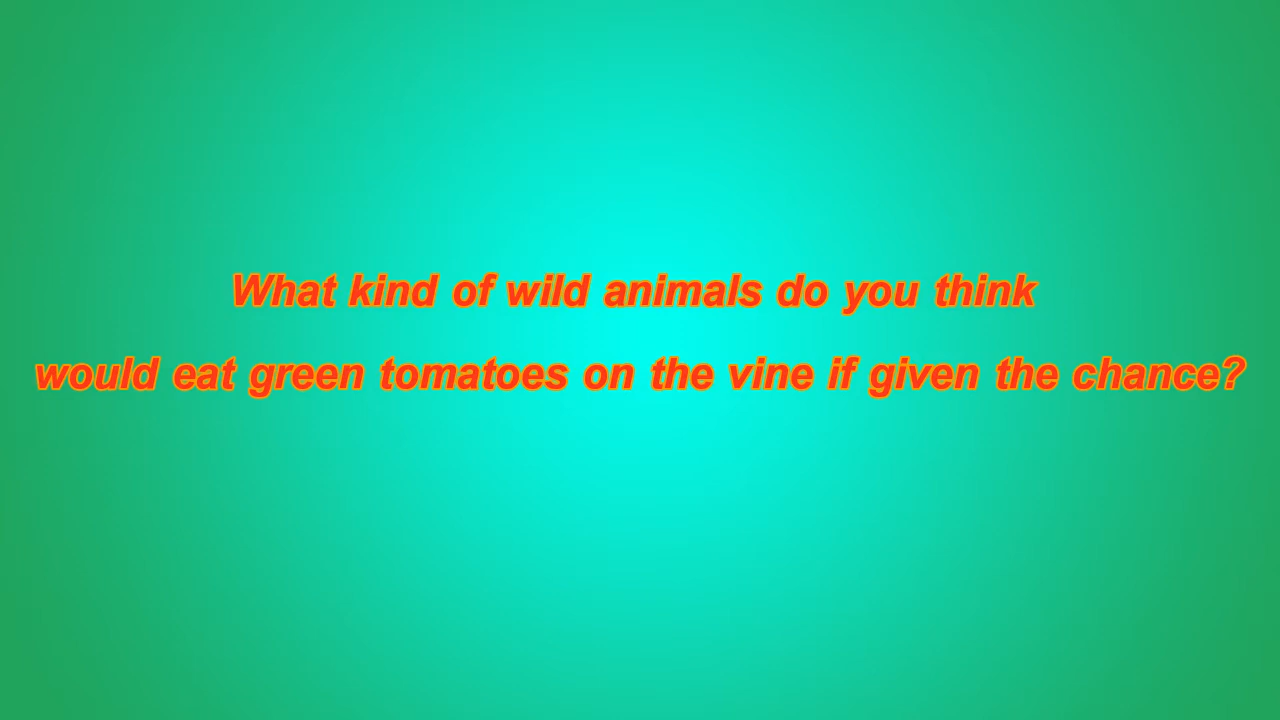 What kind of wild animals do you think
would eat green tomatoes on the vine if given the chance?